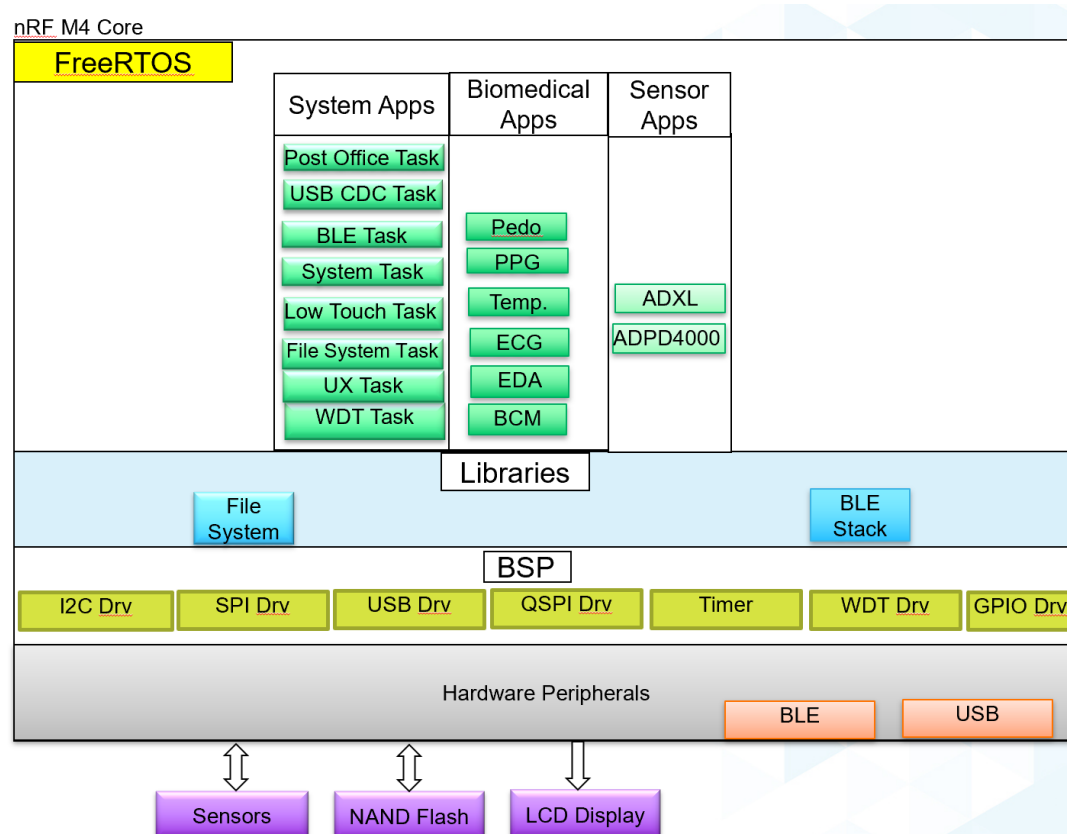 nRF M4 Core
FreeRTOS
System Apps
Biomedical
Apps
Sensor
Apps
Post Office Task
USB CDC Task
BLE Task
System Task
Low Touch Task
File System Task
UX Task
WDT Task
Pedo
PPG
Temp.
ECG
EDA
BCM
ADXL
ADPD4000
Libraries
File
System
BLE
Stack
BSP
I2C Drv
SPI Drv
USB Drv
QSPI Drv
Timer
WDT Drv
GPIO Drv
Hardware Peripherals
BLE
USB
Sensors
NAND Flash
LCD Display